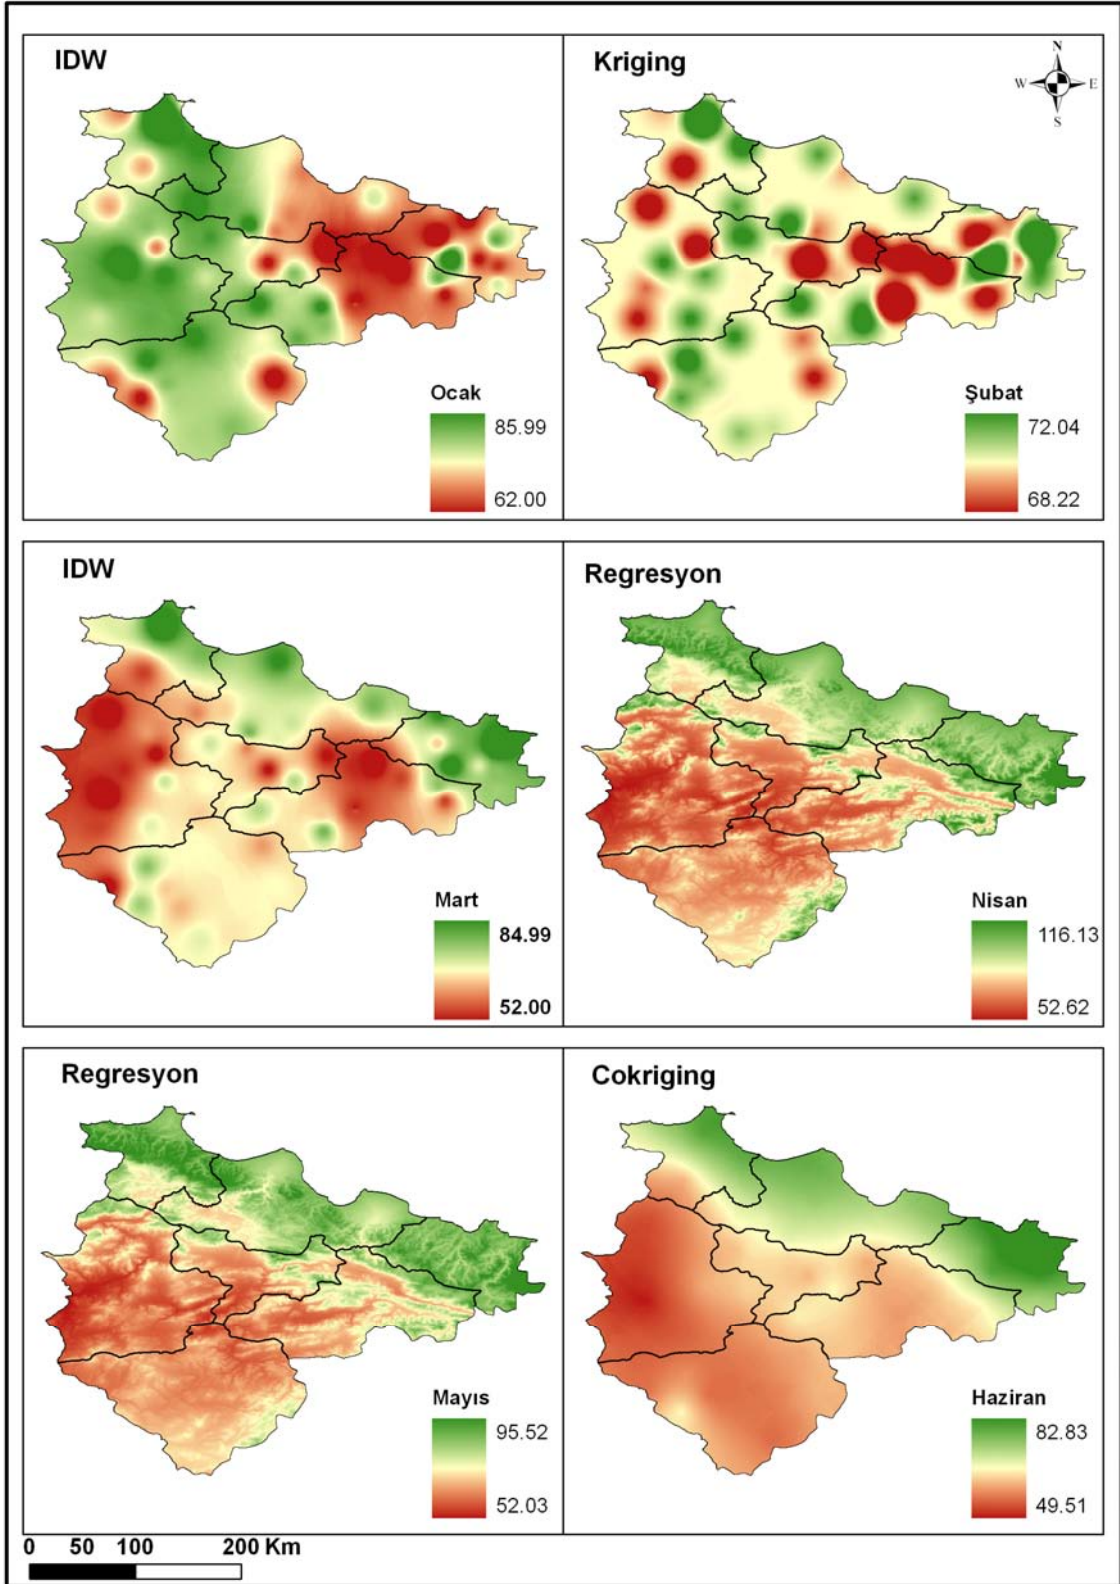 IDW
Kriging
N
W E
S
Ocak
85.99
62.00
Şubat
72.04
68.22
IDW
Regresyon
Mart
84.99
52.00
Nisan
116.13
52.62
Regresyon
Cokriging
Mayıs
95.52
52.03
Haziran
82.83
49.51
0 50 100 200 Km